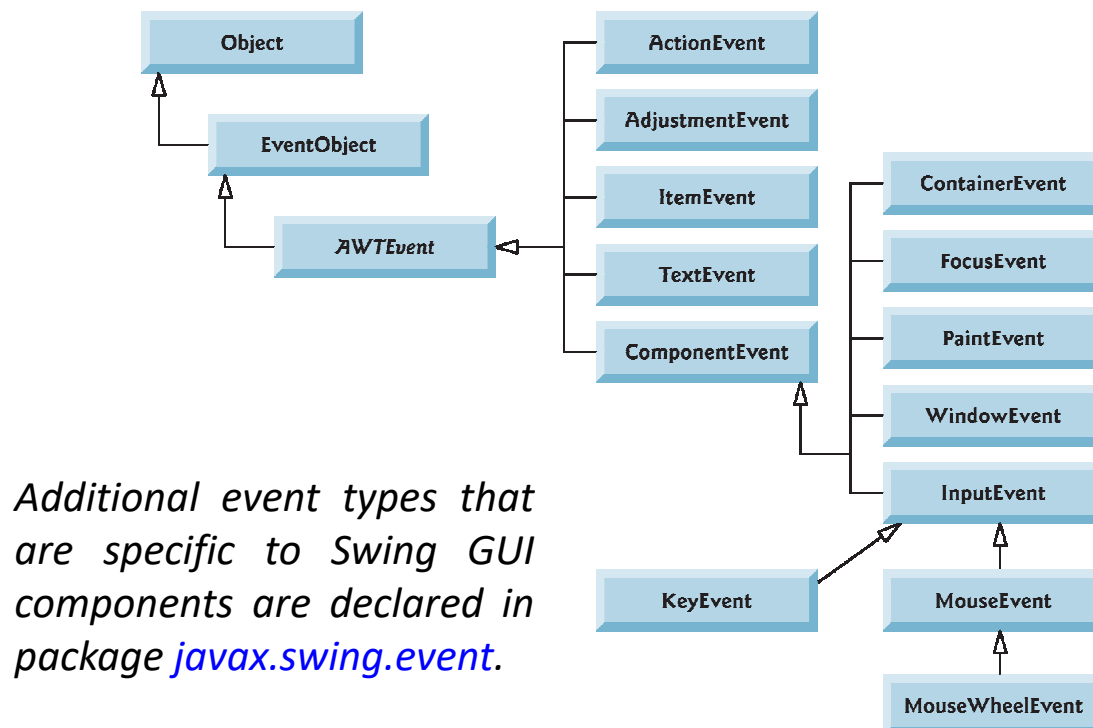 Object
EventObject
AWTEvent
ActionEvent
AdjustmentEvent
ItemEvent
TextEvent
ComponentEvent
ContainerEvent
FocusEvent
PaintEvent
WindowEvent
InputEvent
KeyEvent
MouseEvent
MouseWheelEvent
Additional event types that
are specific to Swing GUI
components are declared in
package javax.swing.event.